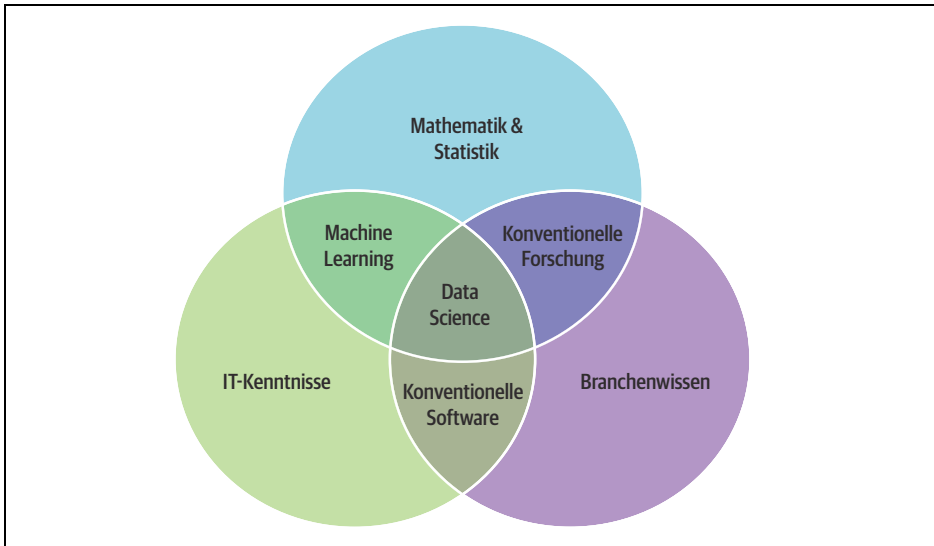 Mathematik &
Statistik
Machine
Learning
Konventionelle
Forschung
Data
Science
IT-Kenntnisse
Konventionelle
Software
Branchenwissen